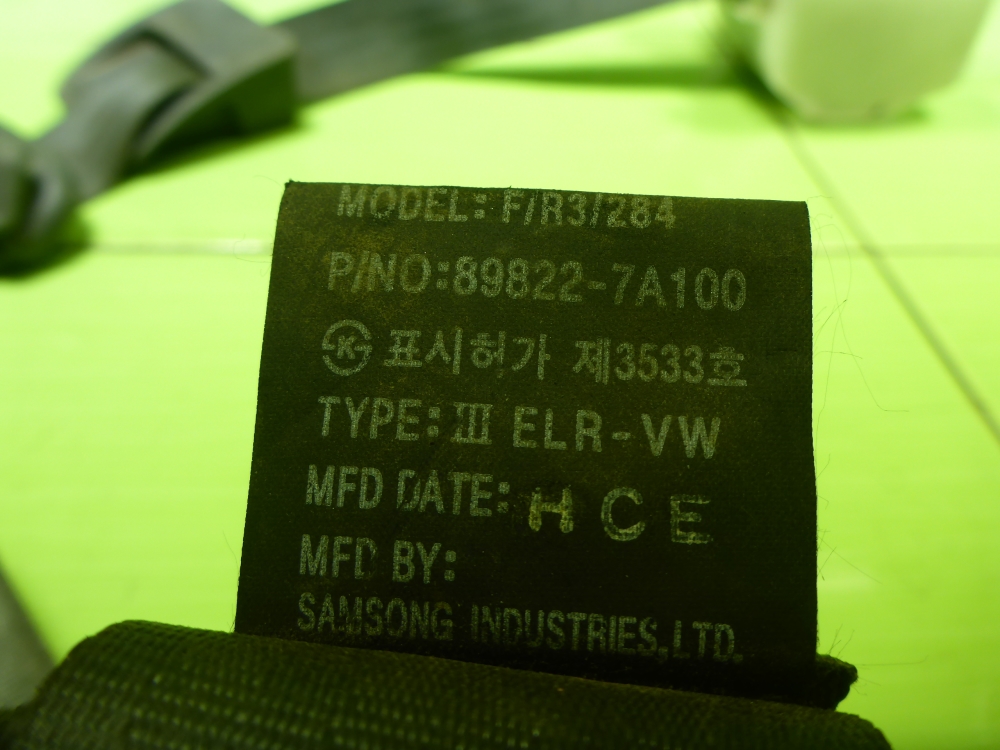 MODEL: F/R3/284
P/NO:89822-7A100
K 표시허가 제3533호
TYPE: III ELR-VW
MFD DATE: H C E
MFD BY:
SAMSONG INDUSTRIES,LTD.